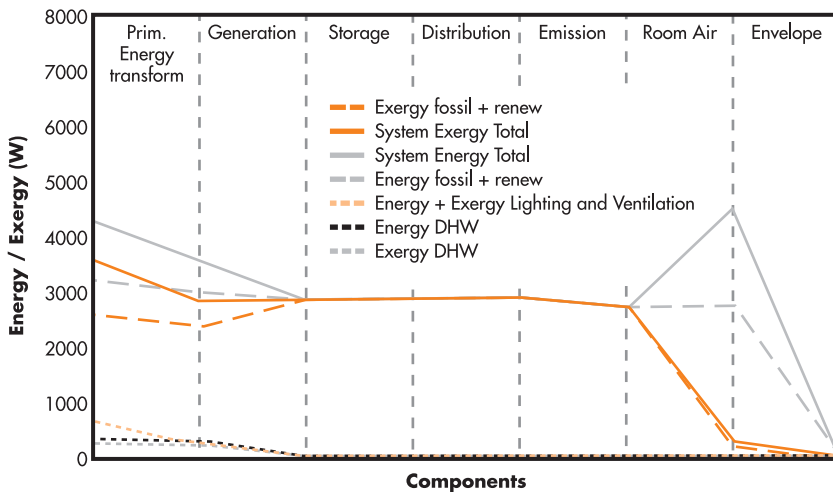 8000
7000
6000
5000
4000
3000
2000
1000
0
Energy / Exergy (W)
Prim.
Energy
transform
Generation
Storage
Distribution
Emission
Room Air
Envelope
Exergy fossil + renew
System Exergy Total
System Energy Total
Energy fossil + renew
Energy + Exergy Lighting and Ventilation
Energy DHW
Exergy DHW
Components